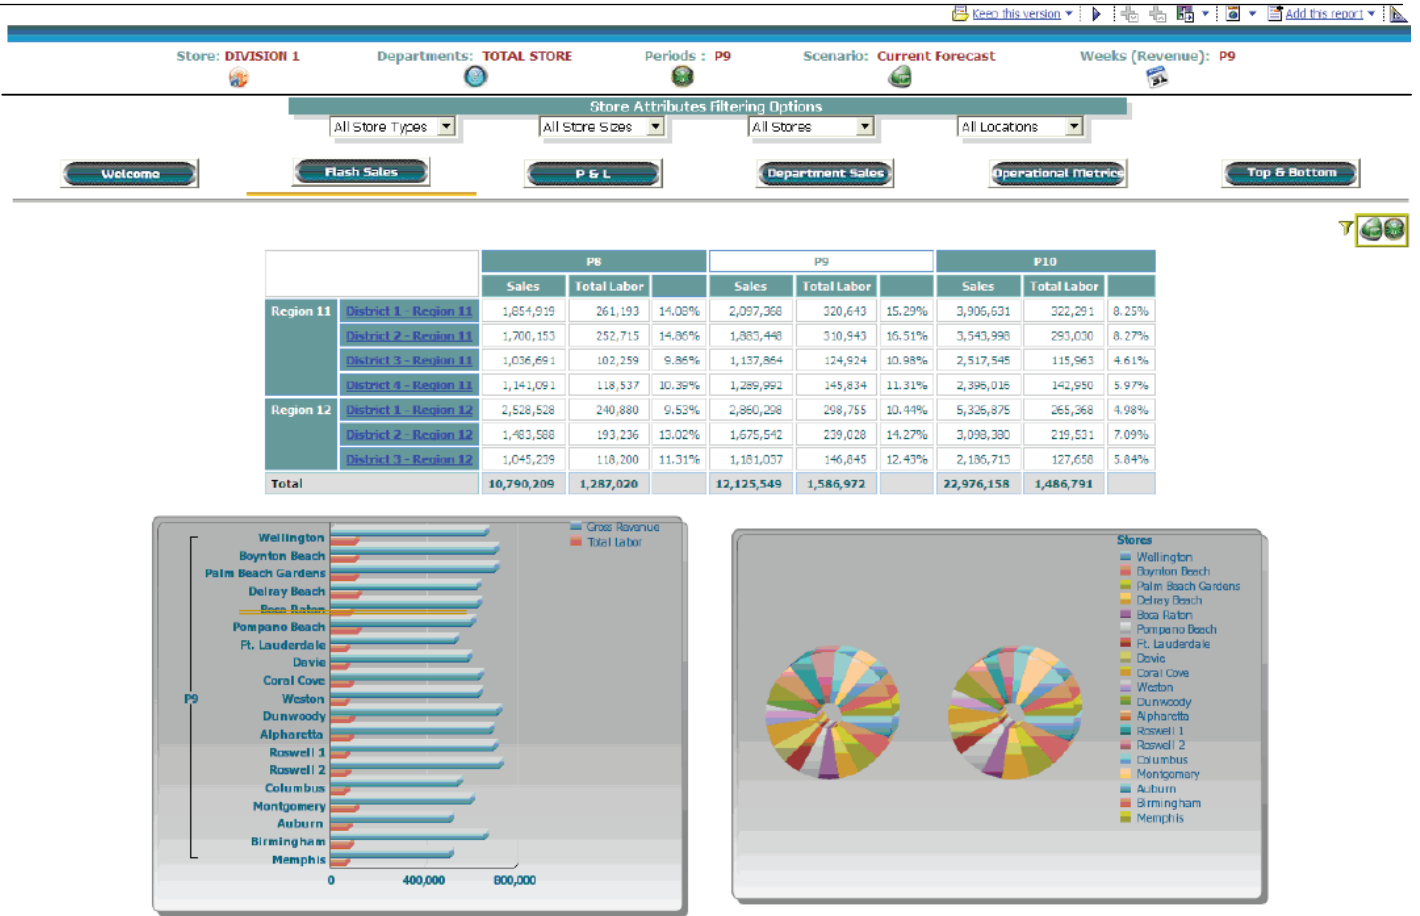 Keep this version Add this report
Store: DIVISION 1 Departments: TOTAL STORE Periods : P9 Scenario: Current Forecast Weeks (Revenue): P9
Store Attributes Filtering Options
All Store Types All Store Sizes All Stores All Locations
Welcome Flash Sales P & L Department Sales Operational Metrics Top & Bottom
P8 P9 P10
Sales Total Labor Sales Total Labor Sales Total Labor
Region 11 District 1 - Region 11 1,854,919 261,193 14.08% 2,097,368 320,643 15.29% 3,906,631 322,291 8.25%
District 2 - Region 11 1,700,153 252,715 14.86% 1,883,448 310,943 16.51% 3,543,998 293,030 8.27%
District 3 - Region 11 1,036,691 102,259 9.86% 1,137,864 124,924 10.98% 2,517,545 115,963 4.61%
District 4 - Region 11 1,141,091 118,537 10.39% 1,289,992 145,834 11.31% 2,396,016 142,950 5.97%
Region 12 District 1 - Region 12 2,528,528 240,880 9.53% 2,860,298 298,755 10.44% 5,326,875 265,368 4.98%
District 2 - Region 12 1,483,588 193,236 13.02% 1,675,542 239,028 14.27% 3,098,380 219,531 7.09%
District 3 - Region 12 1,045,239 118,200 11.31% 1,181,037 146,845 12.43% 2,186,713 127,658 5.84%
Total 10,790,209 1,287,020 12,125,549 1,586,972 22,976,158 1,486,791
Gross Revenue
Total Labor
Wellington
Boynton Beach
Palm Beach Gardens
Delray Beach
Boca Raton
Pompano Beach
Ft. Lauderdale
Davie
Coral Cove
Weston
P9
Dunwoody
Alpharetta
Roswell 1
Roswell 2
Columbus
Montgomery
Auburn
Birmingham
Memphis
0 400,000 800,000
Stores
Wellington
Boynton Beach
Palm Beach Gardens
Delray Beach
Boca Raton
Pompano Beach
Ft. Lauderdale
Davie
Coral Cove
Weston
Dunwoody
Alpharetta
Roswell 1
Roswell 2
Columbus
Montgomery
Auburn
Birmingham
Memphis